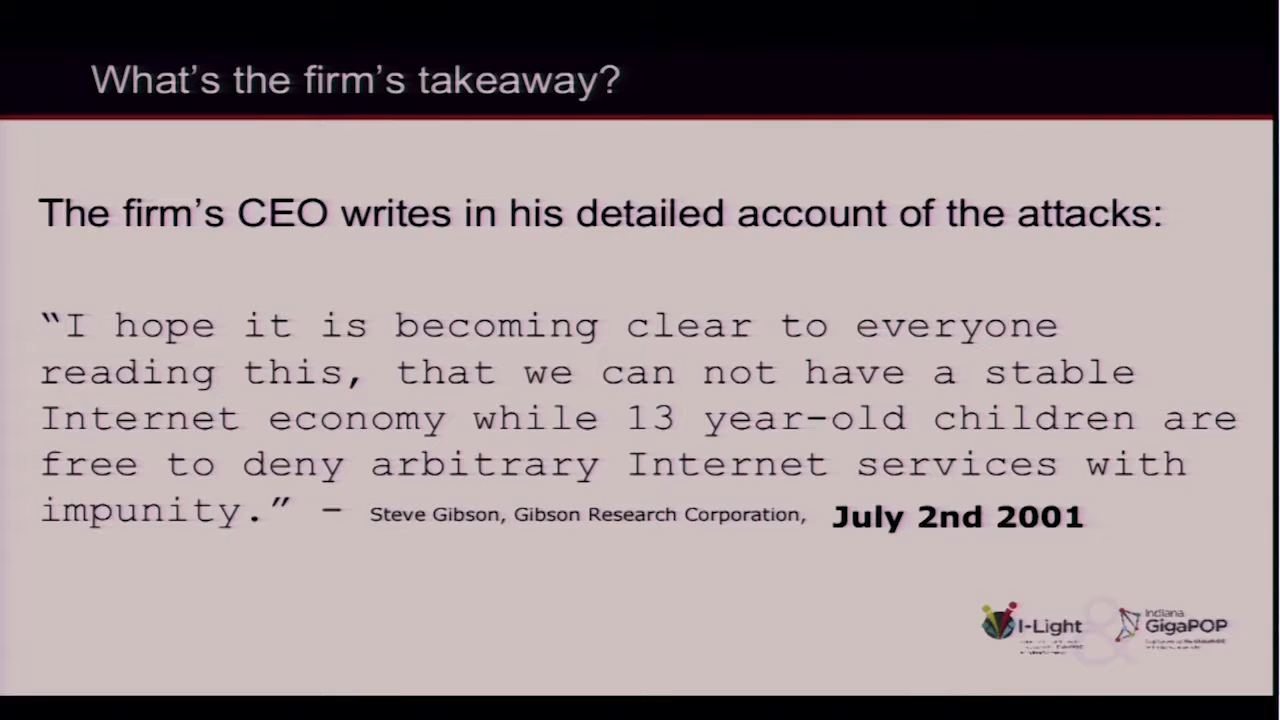 What's the firm's takeaway?
The firm's CEO writes in his detailed account of the attacks:
“I hope it is becoming clear to everyone
reading this, that we can not have a stable
Internet economy while 13 year-old children are
free to deny arbitrary Internet services with
impunity.” – Steve Gibson, Gibson Research Corporation, July 2nd 2001
I-Light
Indiana
GigaPOP